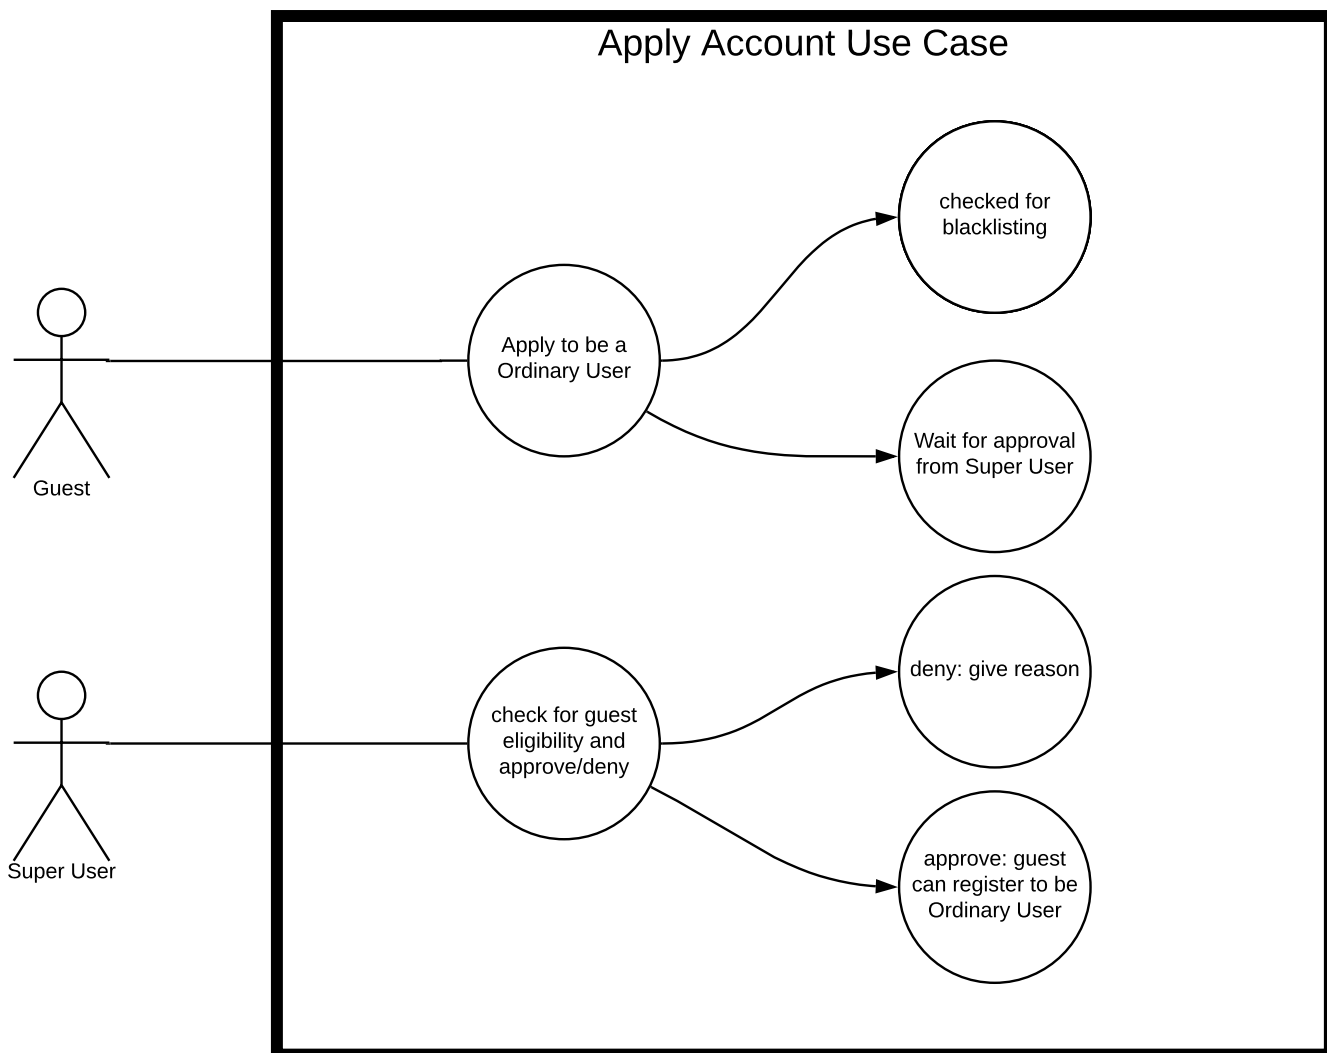 Apply Account Use Case
checked for
blacklisting
Apply to be a
Ordinary User
Wait for approval
from Super User
Guest
deny: give reason
check for guest
eligibility and
approve/deny
Super User
approve: guest
can register to be
Ordinary User